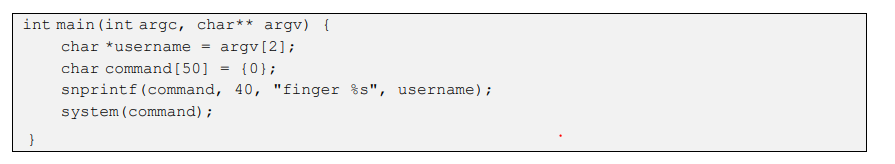 int main(int argc, char** argv) {
char *username = argv[2];
char command[50] = {0};
snprintf(command, 40, "finger %s", username);
system(command);
}